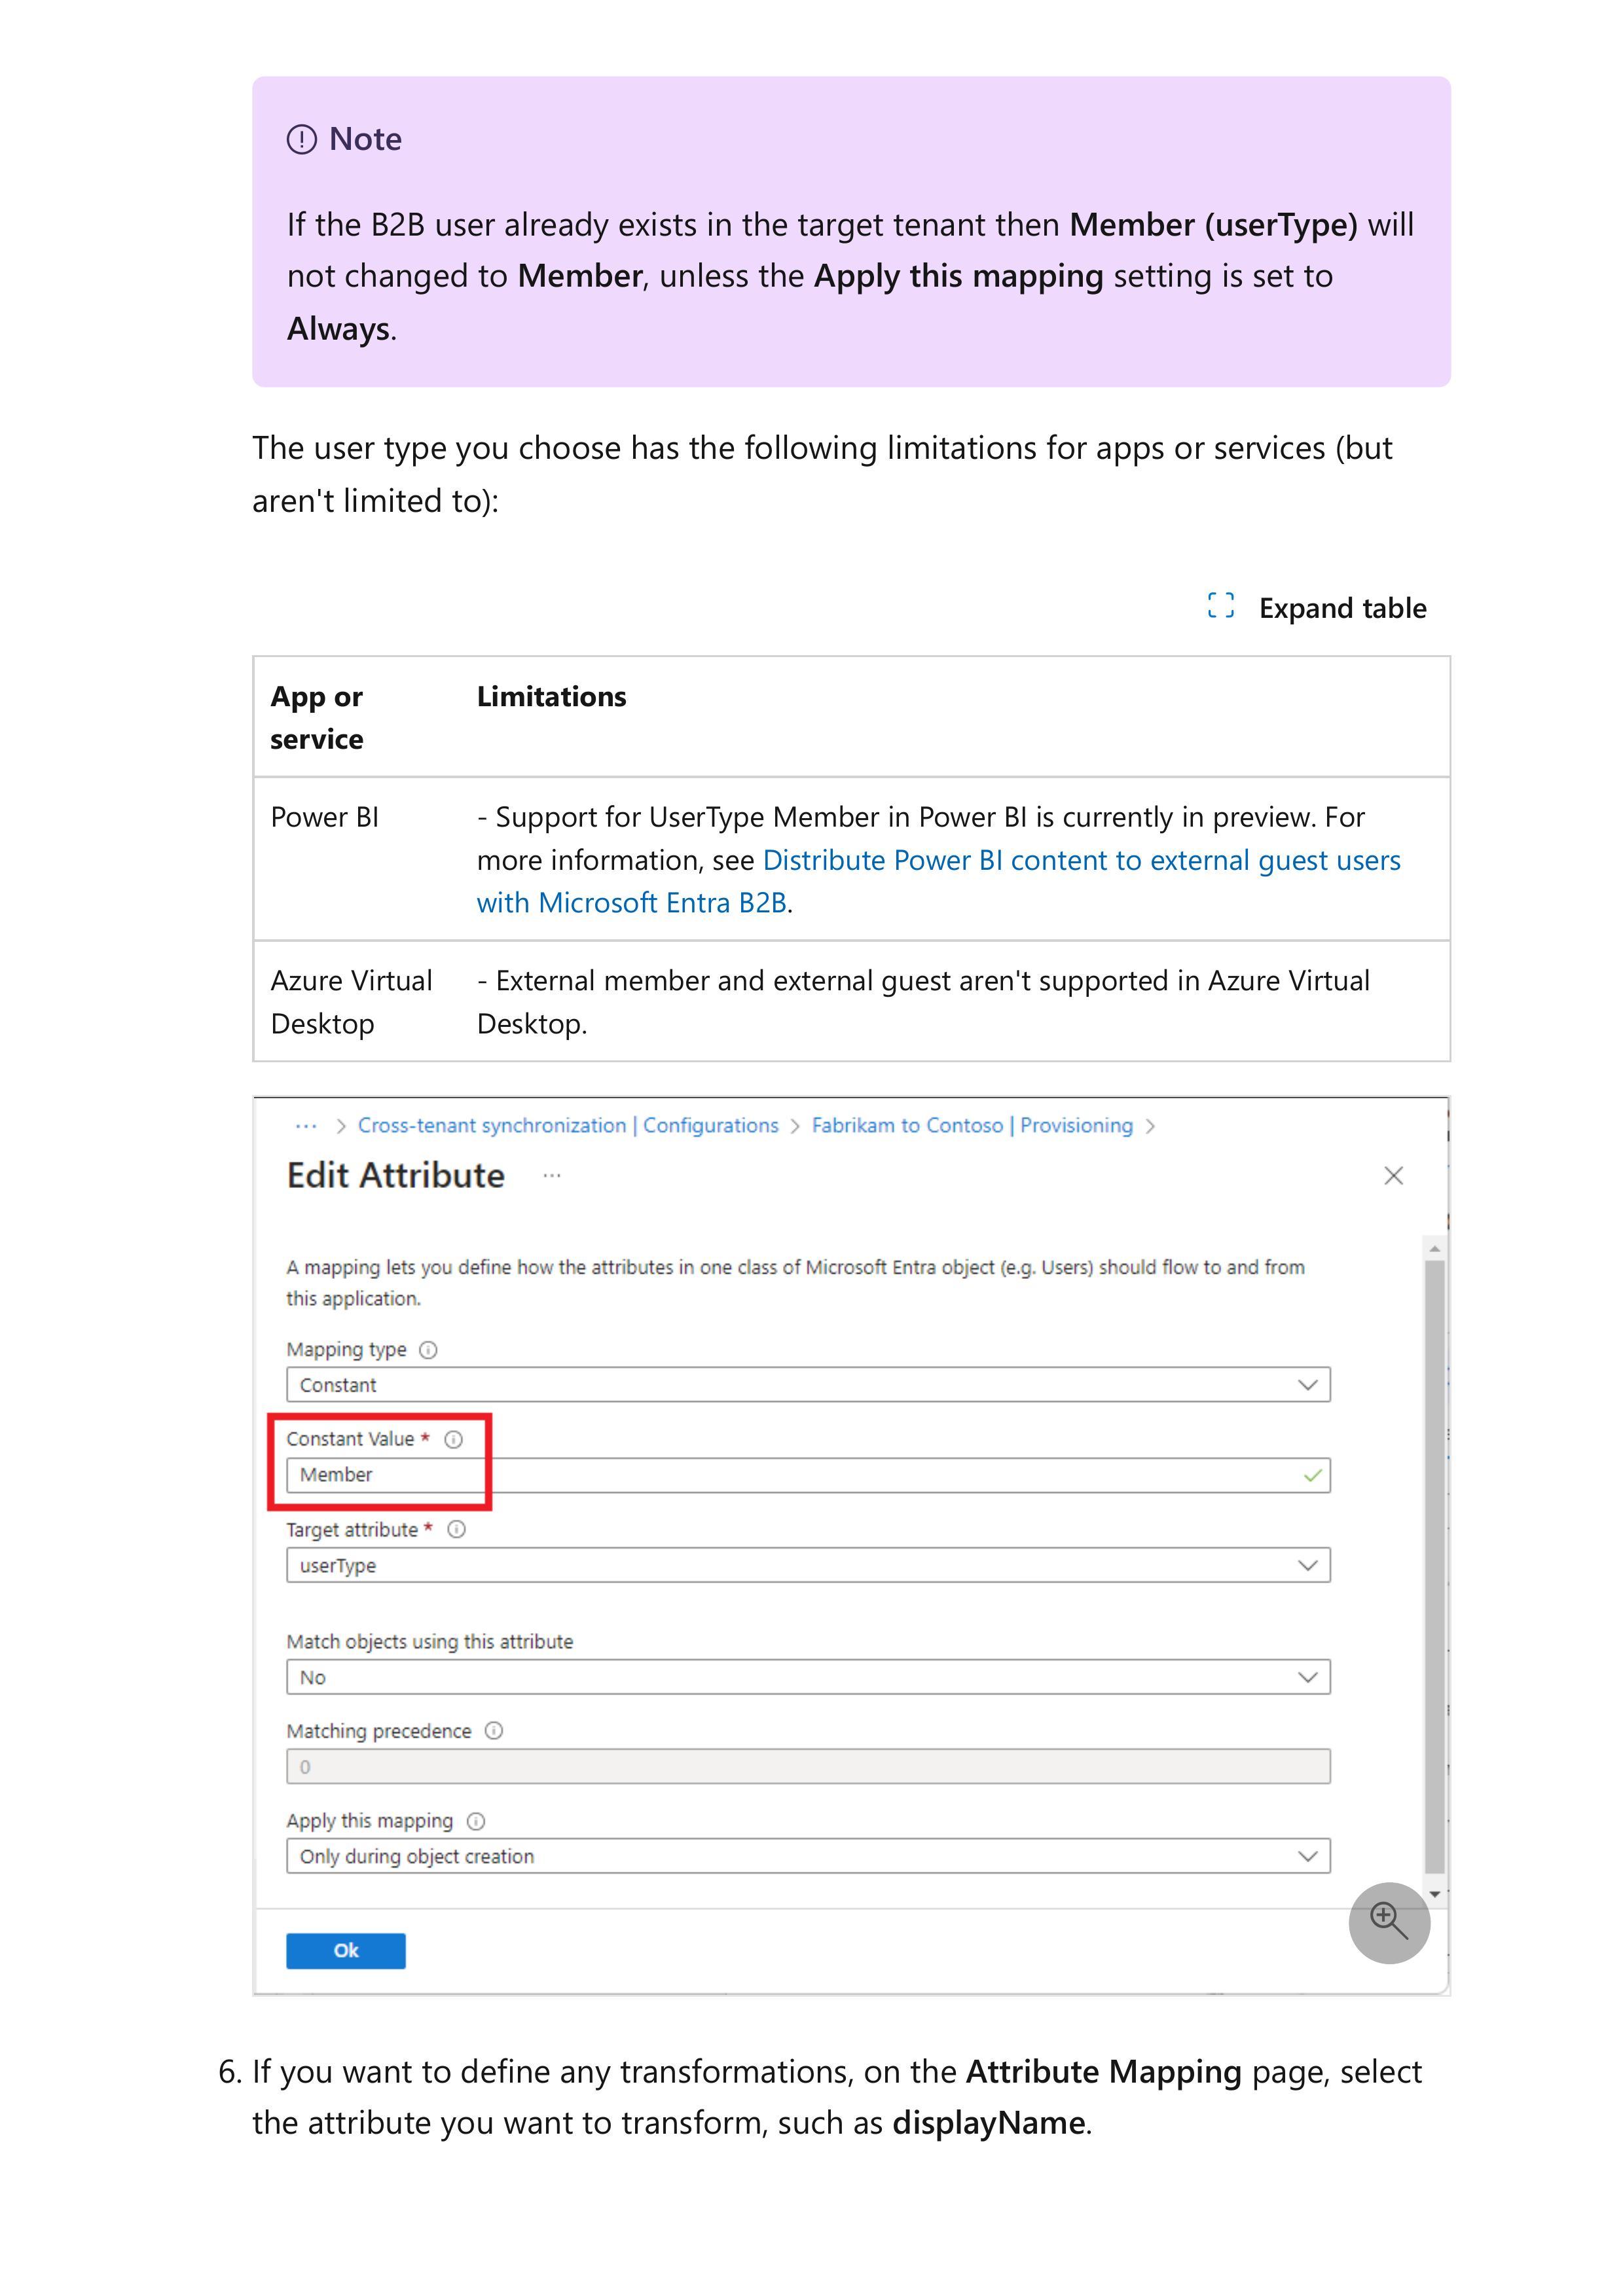 Note
If the B2B user already exists in the target tenant then Member (userType) will
not changed to Member, unless the Apply this mapping setting is set to
Always.
The user type you choose has the following limitations for apps or services (but
aren't limited to):
Expand table
App or Limitations
service
Power BI - Support for UserType Member in Power BI is currently in preview. For
more information, see Distribute Power BI content to external guest users
with Microsoft Entra B2B.
Azure Virtual - External member and external guest aren't supported in Azure Virtual
Desktop Desktop.
··· > Cross-tenant synchronization | Configurations > Fabrikam to Contoso | Provisioning >
Edit Attribute ···
A mapping lets you define how the attributes in one class of Microsoft Entra object (e.g. Users) should flow to and from
this application.
Mapping type
Constant
Constant Value *
Member
Target attribute *
userType
Match objects using this attribute
No
Matching precedence
0
Apply this mapping
Only during object creation
Ok
6. If you want to define any transformations, on the Attribute Mapping page, select
the attribute you want to transform, such as displayName.